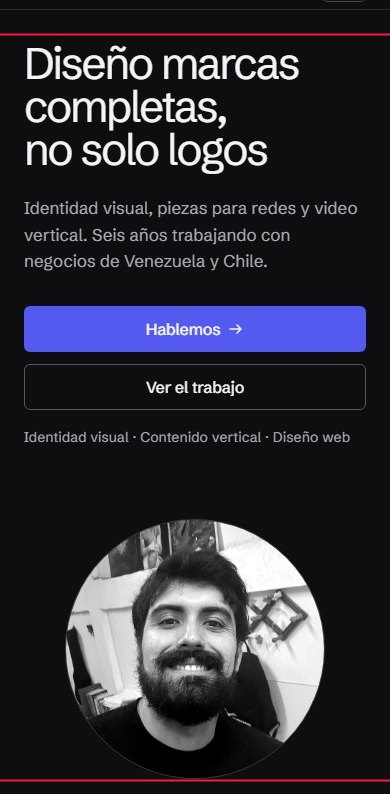 Diseño marcas
completas,
no solo logos
Identidad visual, piezas para redes y video
vertical. Seis años trabajando con
negocios de Venezuela y Chile.
Hablemos →
Ver el trabajo
Identidad visual · Contenido vertical · Diseño web